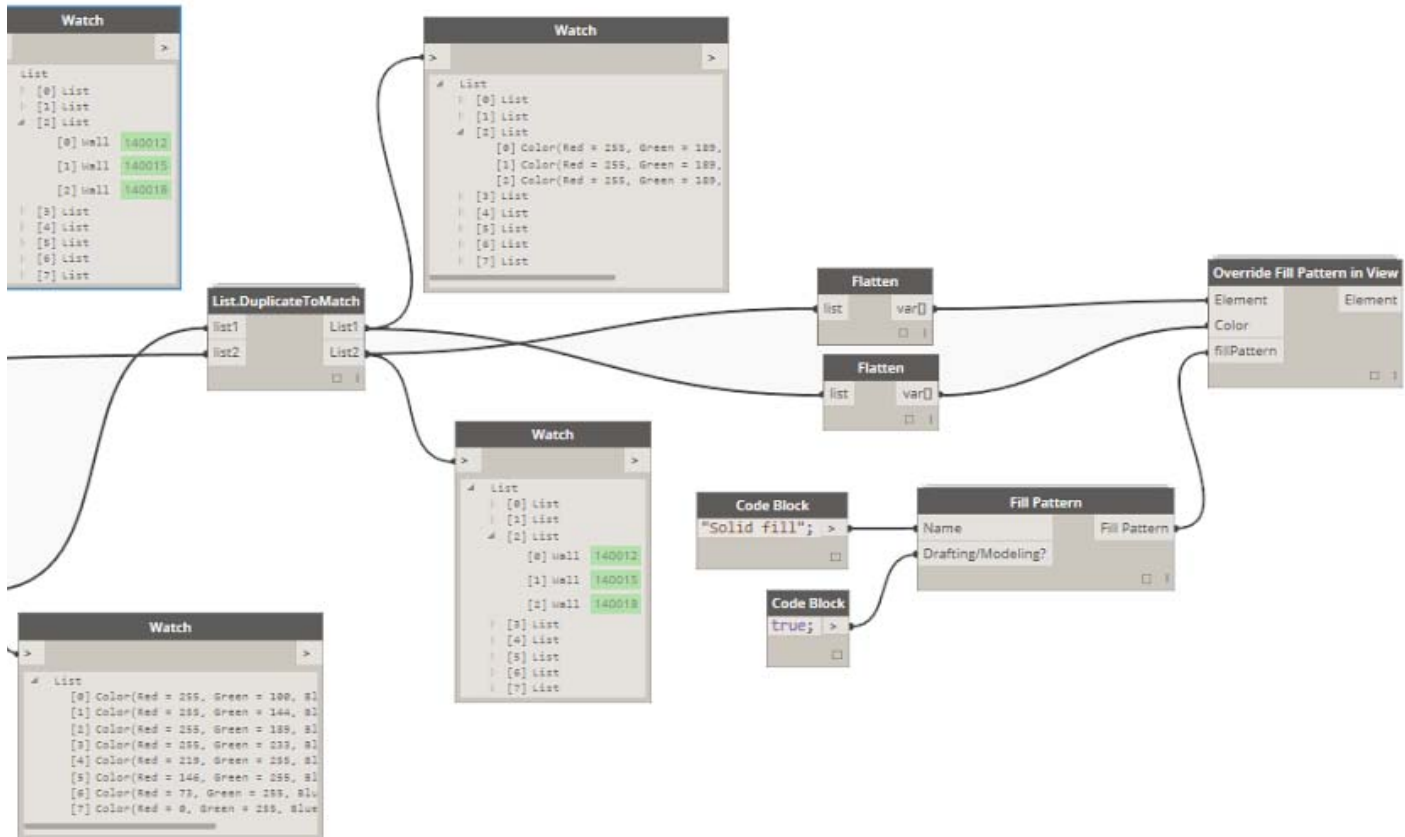 Watch
>
List
[0] List
[1] List
[2] List
[0] Wall 140012
[1] Wall 140015
[2] Wall 140018
[3] List
[4] List
[5] List
[6] List
[7] List
Watch
> >
List
[0] List
[1] List
[2] List
[0] Color(Red = 255, Green = 189,
[1] Color(Red = 255, Green = 189,
[2] Color(Red = 255, Green = 189,
[3] List
[4] List
[5] List
[6] List
[7] List
List.DuplicateToMatch
list1 List1
list2 List2
Flatten
list var[]
Flatten
list var[]
Override Fill Pattern in View
Element Element
Color
fillPattern
Watch
> >
List
[0] List
[1] List
[2] List
[0] Wall 140012
[1] Wall 140015
[2] Wall 140018
[3] List
[4] List
[5] List
[6] List
[7] List
Code Block
"Solid fill"; >
Fill Pattern
Name Fill Pattern
Drafting/Modeling?
Code Block
true; >
Watch
> >
List
[0] Color(Red = 255, Green = 100, Bl
[1] Color(Red = 255, Green = 144, Bl
[2] Color(Red = 255, Green = 189, Bl
[3] Color(Red = 255, Green = 233, Bl
[4] Color(Red = 219, Green = 255, Bl
[5] Color(Red = 146, Green = 255, Bl
[6] Color(Red = 73, Green = 255, Blu
[7] Color(Red = 0, Green = 255, Blue